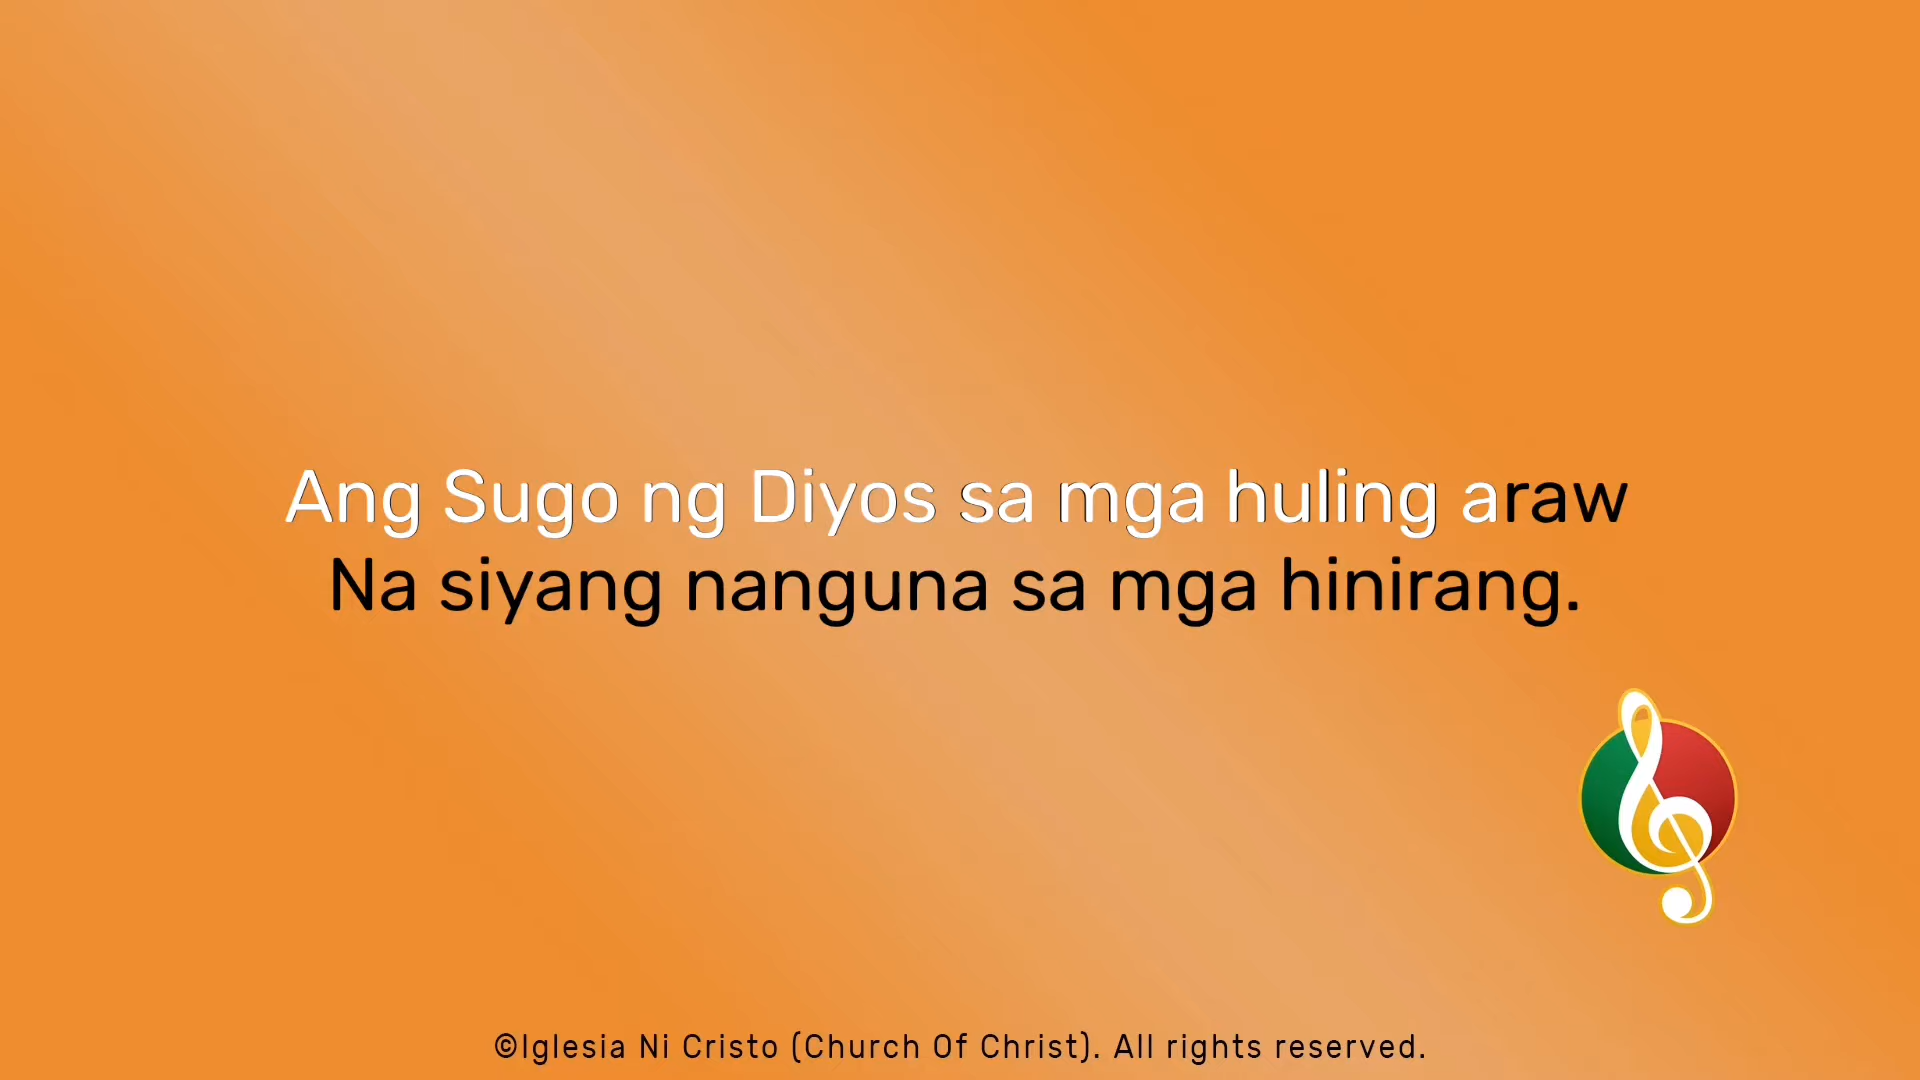 Ang Sugo ng Diyos sa mga huling araw
Na siyang nanguna sa mga hinirang.
©Iglesia Ni Cristo (Church Of Christ). All rights reserved.